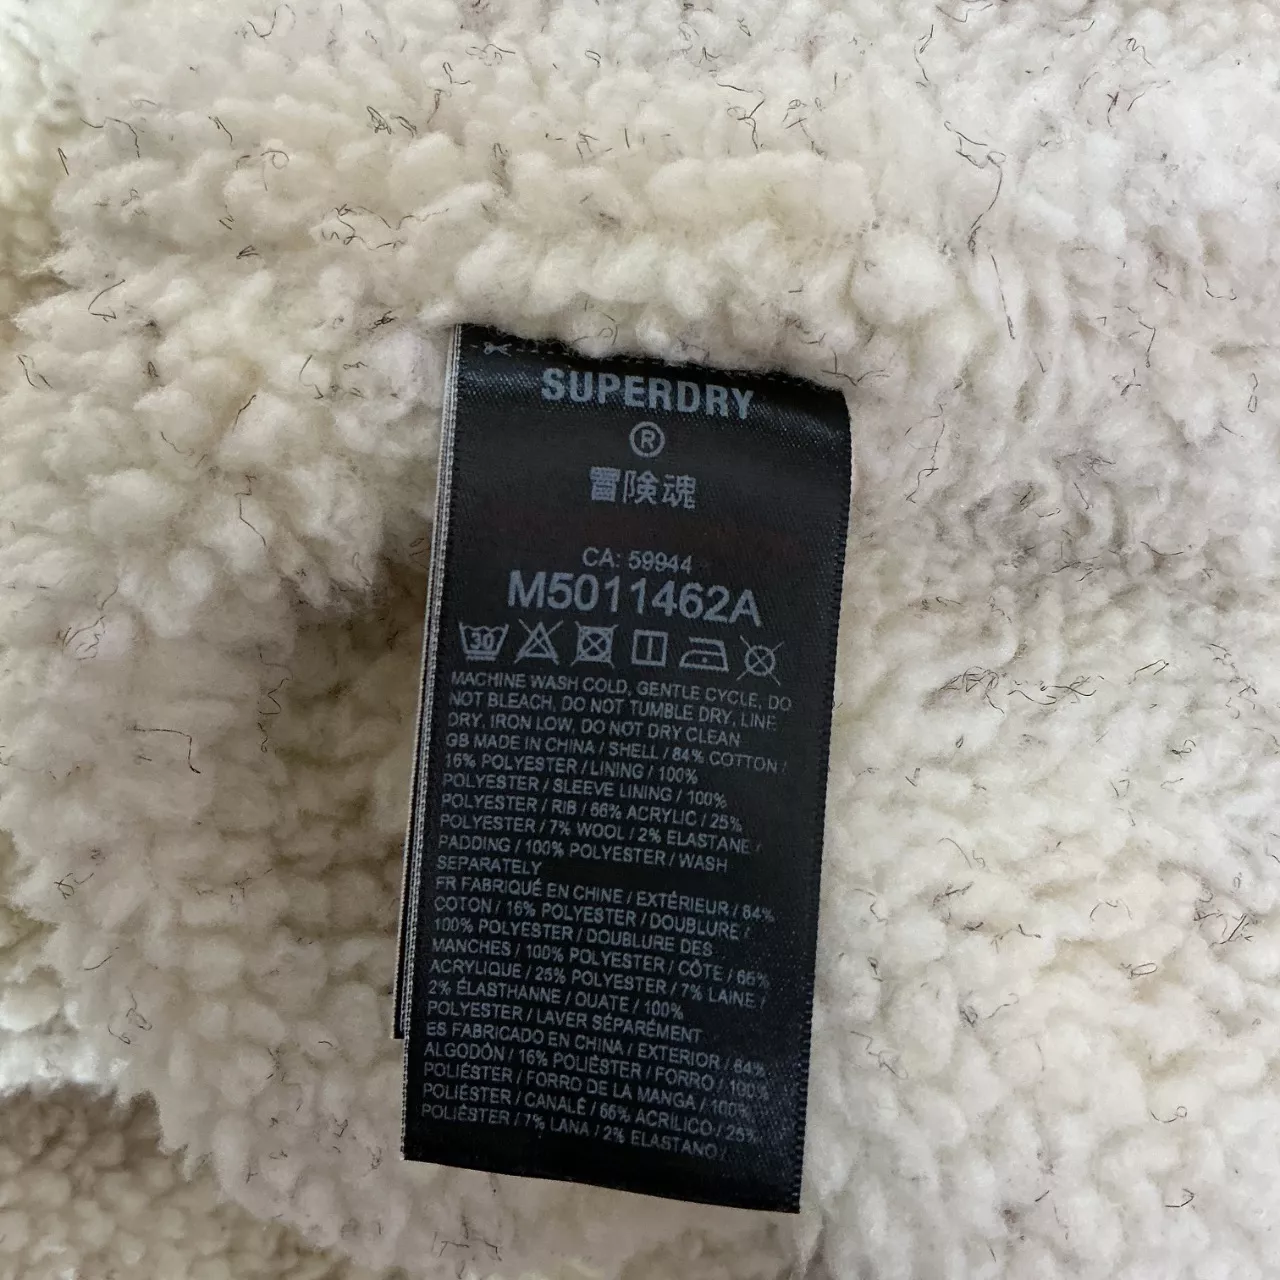 SUPERDRY
®
冒険魂
CA: 59944
M5011462A
30
MACHINE WASH COLD, GENTLE CYCLE, DO
NOT BLEACH, DO NOT TUMBLE DRY, LINE
DRY, IRON LOW, DO NOT DRY CLEAN
GB MADE IN CHINA / SHELL / 84% COTTON /
16% POLYESTER / LINING / 100%
POLYESTER / SLEEVE LINING / 100%
POLYESTER / RIB / 66% ACRYLIC / 25%
POLYESTER / 7% WOOL / 2% ELASTANE /
PADDING / 100% POLYESTER / WASH
SEPARATELY
FR FABRIQUÉ EN CHINE / EXTÉRIEUR / 84%
COTON / 16% POLYESTER / DOUBLURE /
100% POLYESTER / DOUBLURE DES
MANCHES / 100% POLYESTER / CÔTE / 66%
ACRYLIQUE / 25% POLYESTER / 7% LAINE /
2% ÉLASTHANNE / OUATE / 100%
POLYESTER / LAVER SÉPARÉMENT
ES FABRICADO EN CHINA / EXTERIOR / 84%
ALGODÓN / 16% POLIÉSTER / FORRO / 100%
POLIÉSTER / FORRO DE LA MANGA / 100%
POLIÉSTER / CANALÉ / 66% ACRILICO / 25%
POLIÉSTER / 7% LANA / 2% ELASTANO /